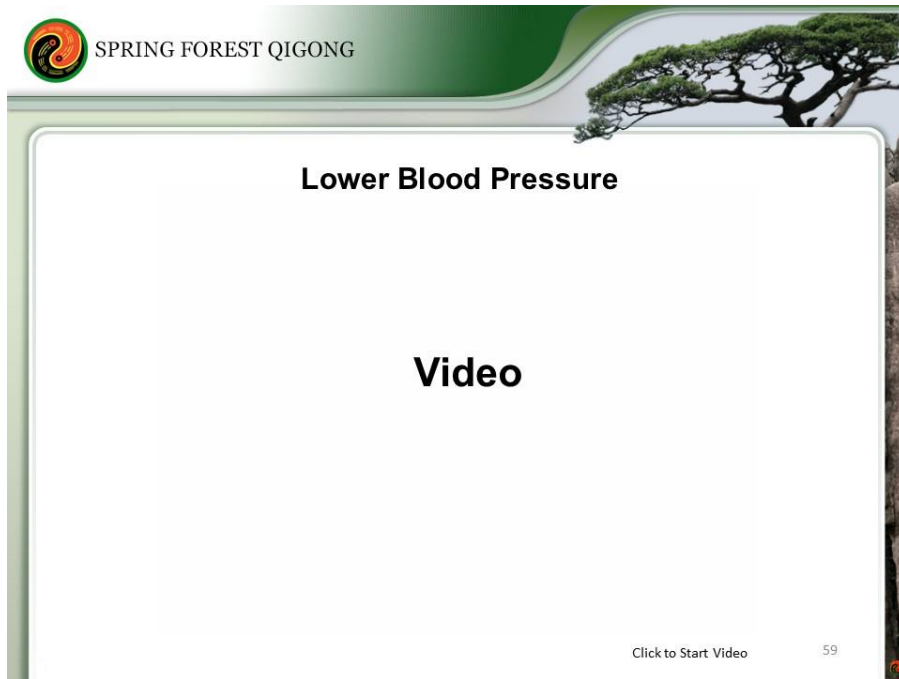 SPRING FOREST QIGONG
Lower Blood Pressure
Video
Click to Start Video
59